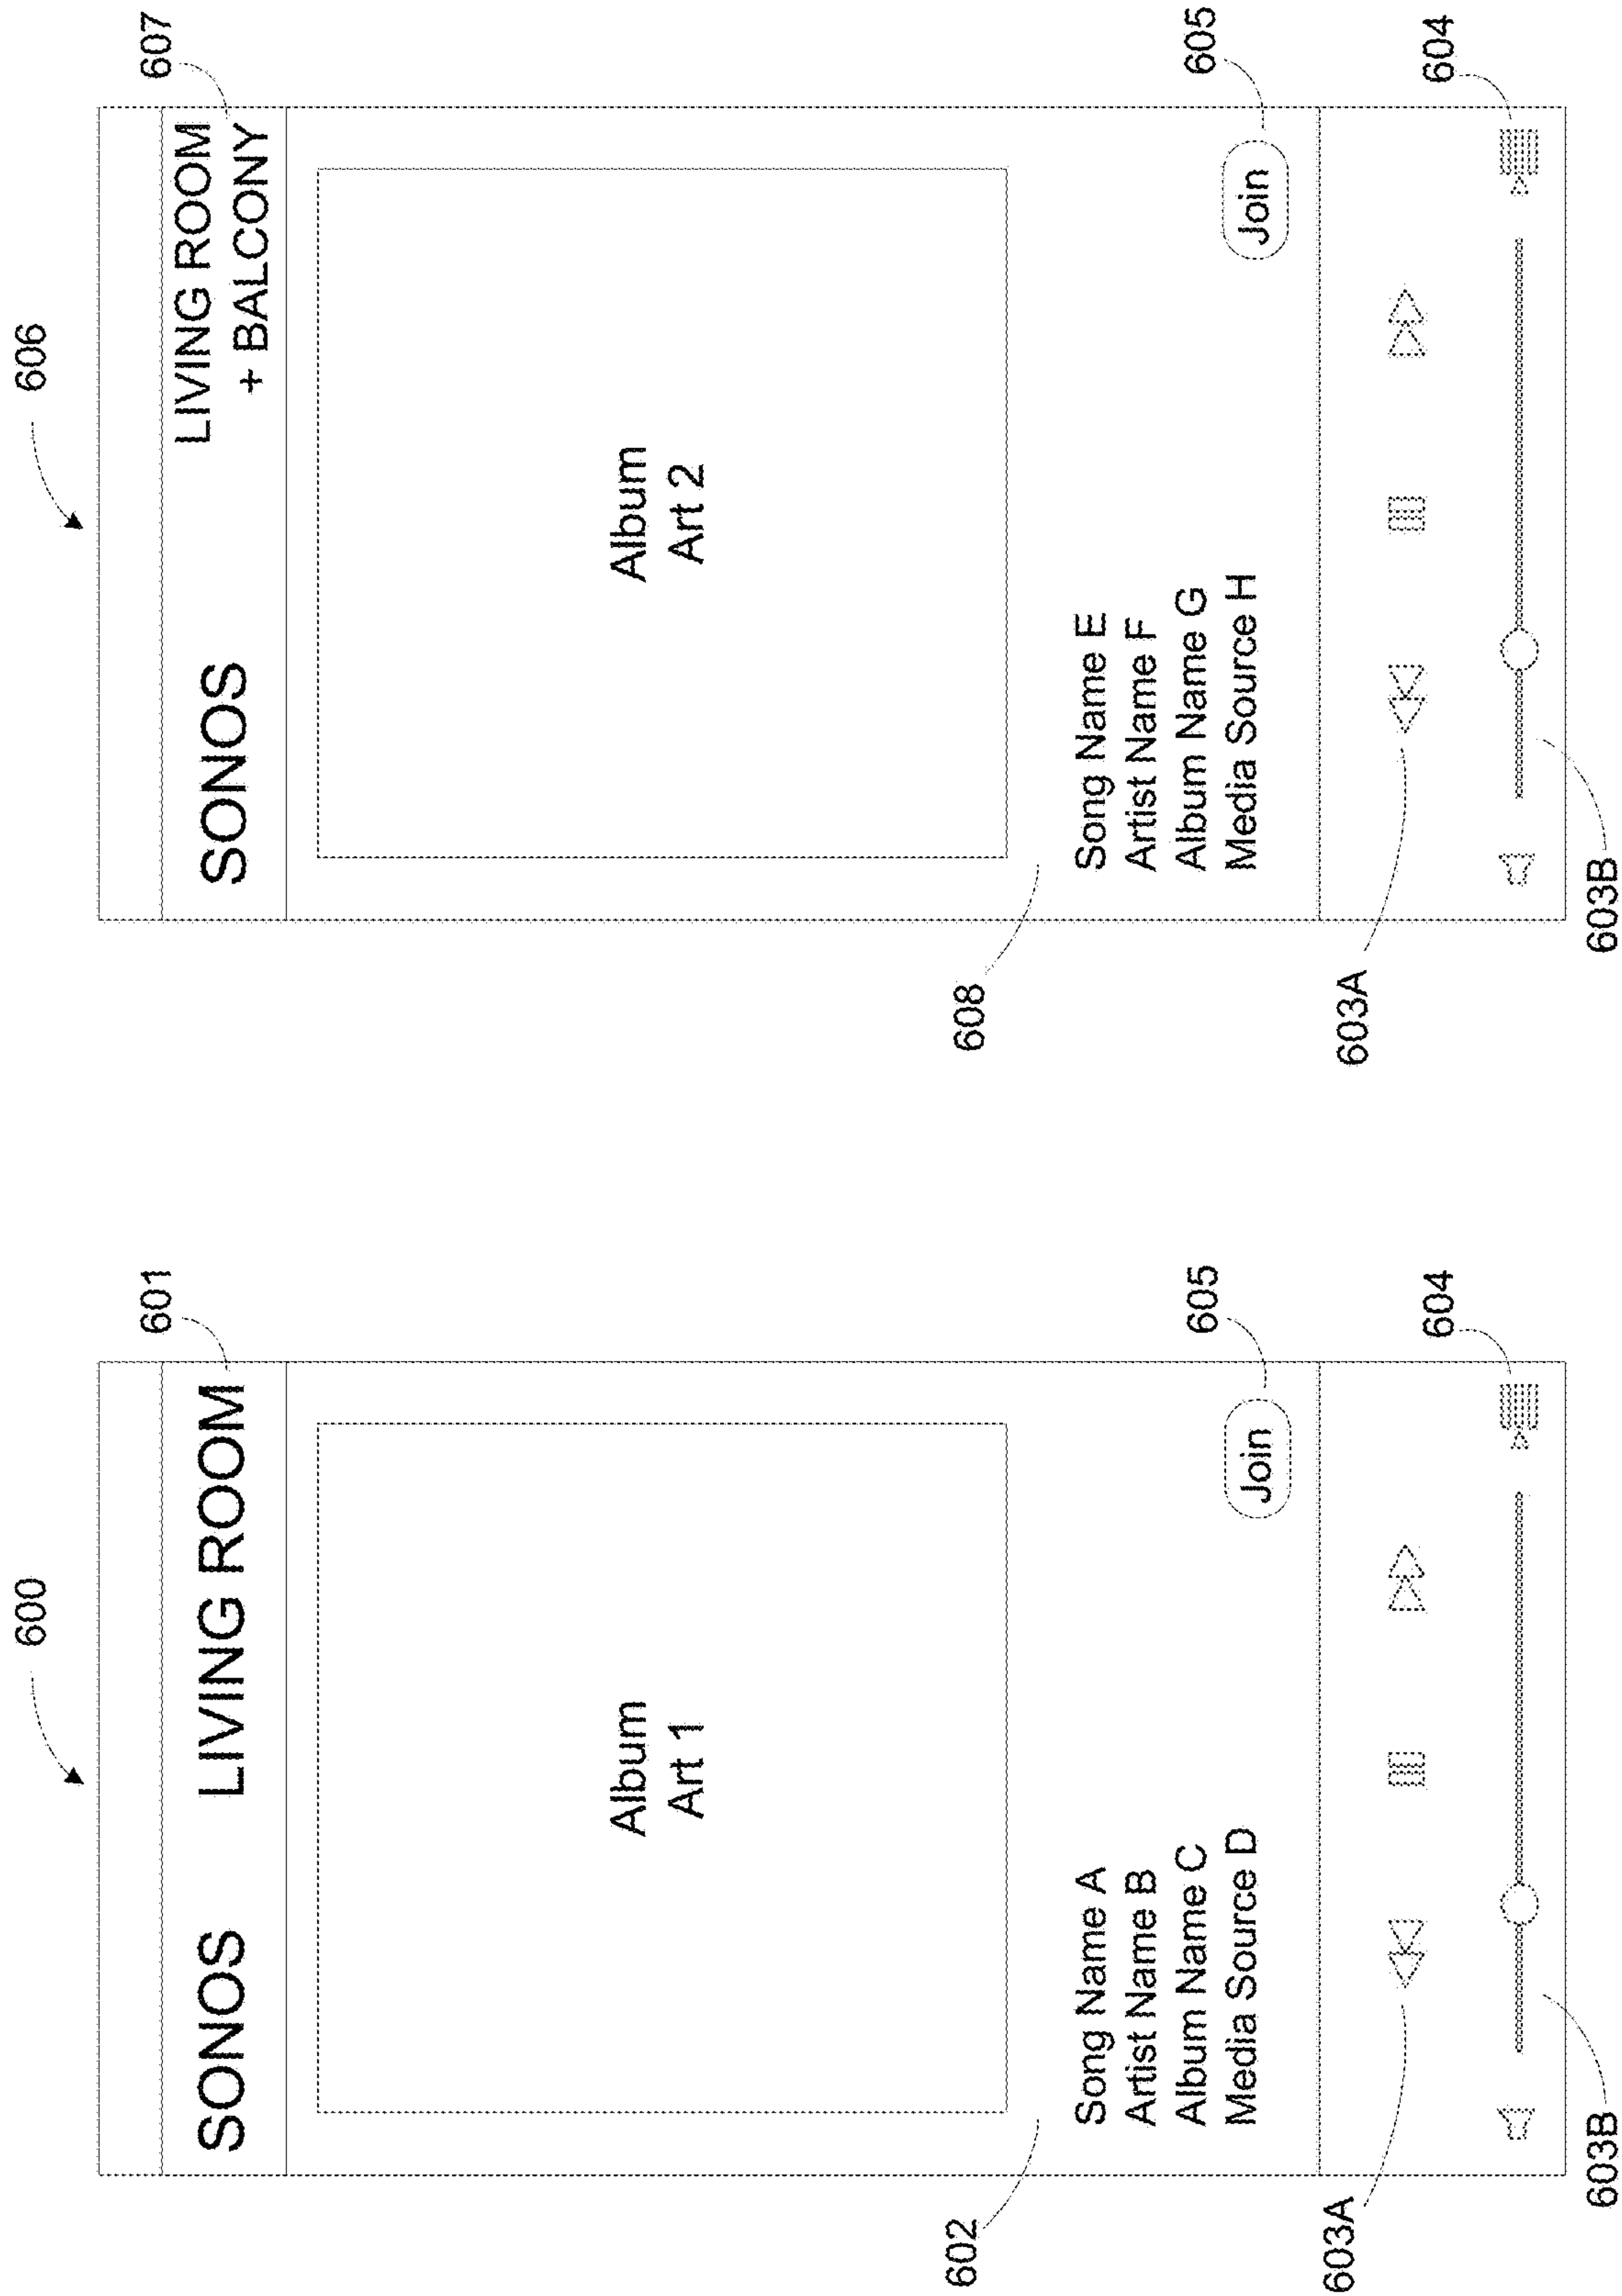 600
SONOS LIVING ROOM
601
Album
Art 1
602
Song Name A
Artist Name B
Album Name C
Media Source D
Join
605
603A
603B
604
606
SONOS
LIVING ROOM
+ BALCONY
607
Album
Art 2
608
Song Name E
Artist Name F
Album Name G
Media Source H
Join
605
603A
603B
604